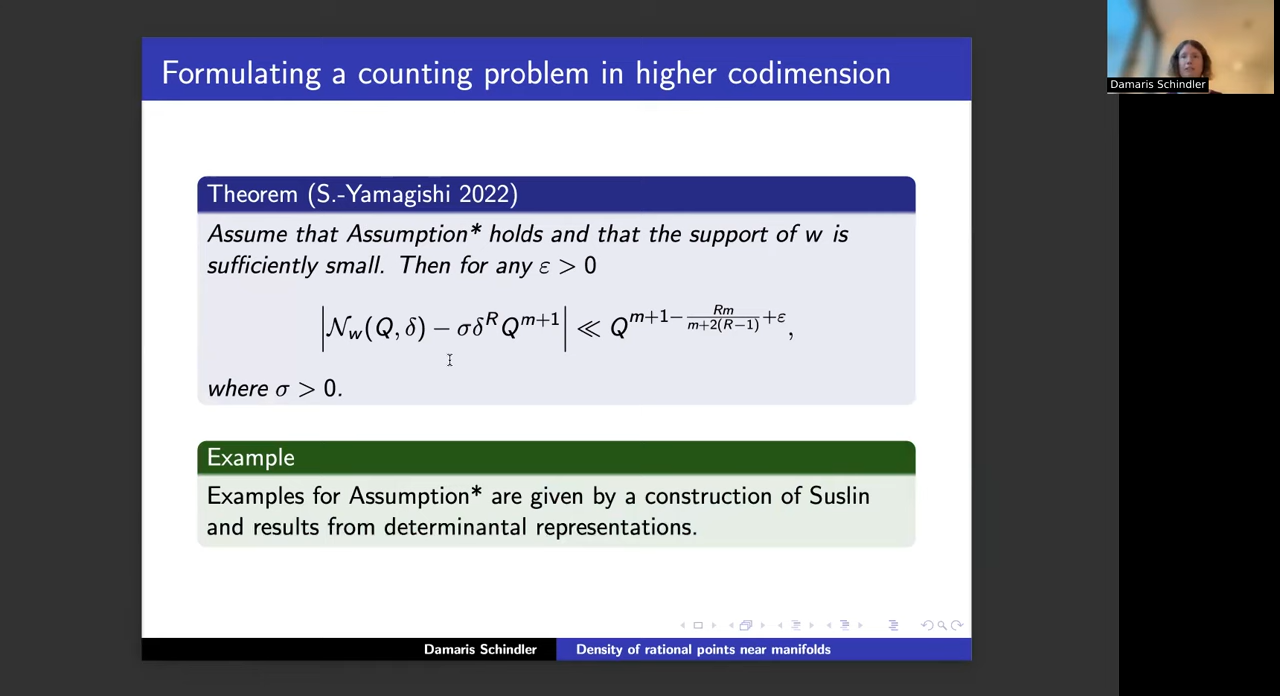 Formulating a counting problem in higher codimension
Damaris Schindler
Theorem (S.-Yamagishi 2022)
Assume that Assumption* holds and that the support of w is
sufficiently small. Then for any ε > 0
|𝒩_w(Q, δ) − σδ^R Q^{m+1}| ≪ Q^{m+1−\frac{Rm}{m+2(R−1)}+ε},
where σ > 0.
Example
Examples for Assumption* are given by a construction of Suslin
and results from determinantal representations.
Damaris Schindler
Density of rational points near manifolds